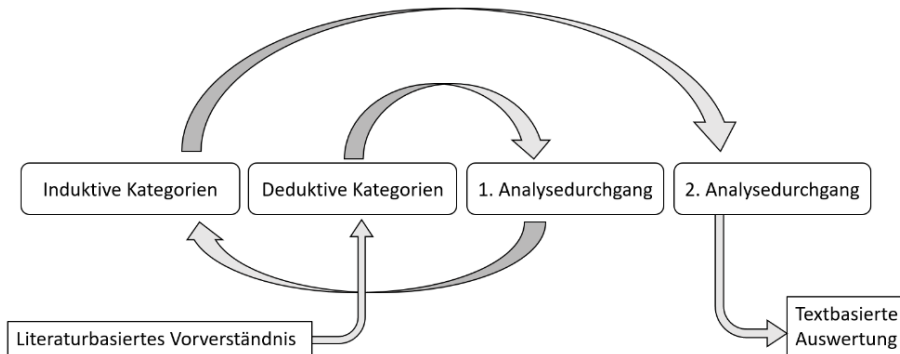 Induktive Kategorien
Deduktive Kategorien
1. Analysedurchgang
2. Analysedurchgang
Literaturbasiertes Vorverständnis
Textbasierte
Auswertung